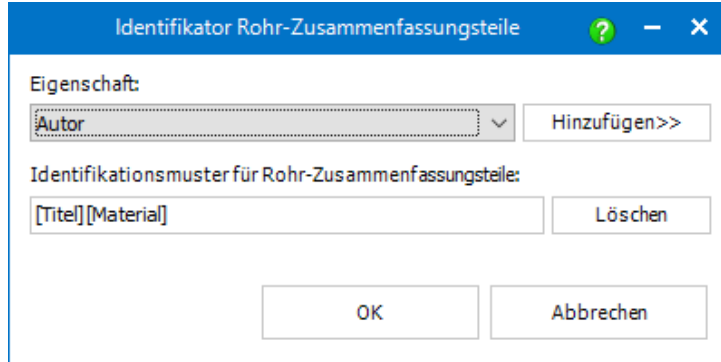 Identifikator Rohr-Zusammenfassungsteile ?
Eigenschaft:
Autor Hinzufügen>>
Identifikationsmuster für Rohr-Zusammenfassungsteile:
[Titel][Material] Löschen
OK Abbrechen